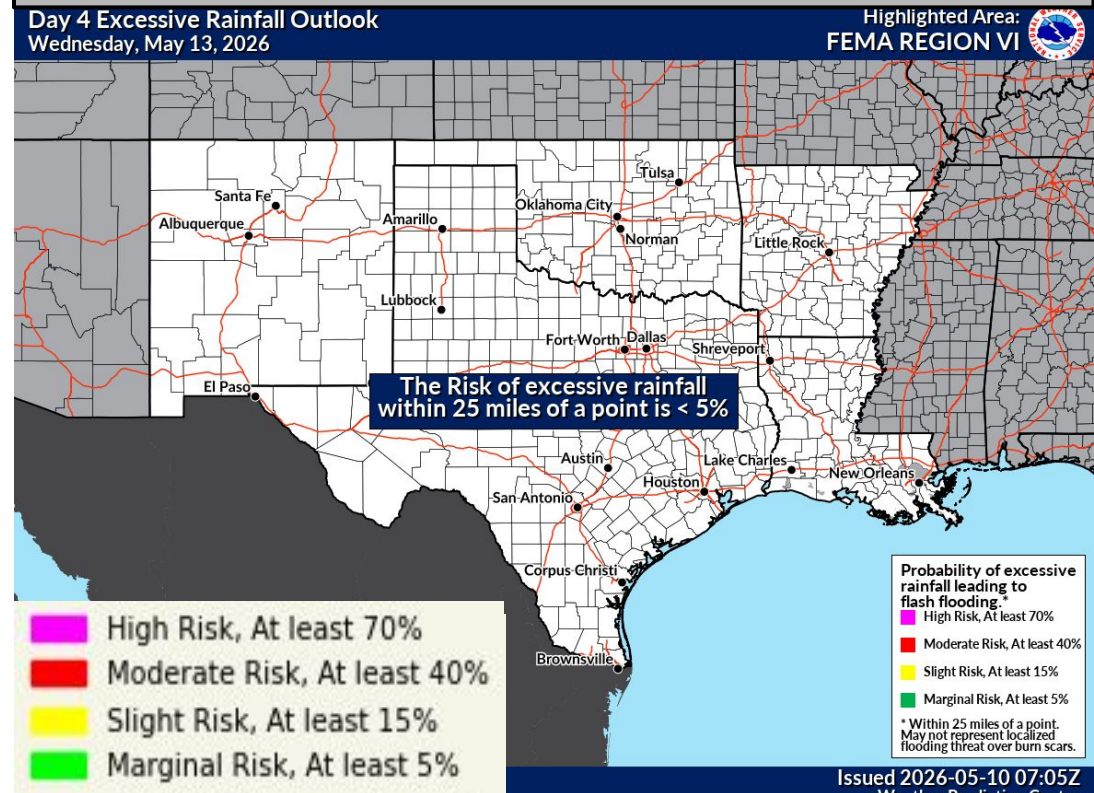 Day 4 Excessive Rainfall Outlook
Wednesday, May 13, 2026
Highlighted Area:
FEMA REGION VI
Santa Fe
Albuquerque
Amarillo
Lubbock
El Paso
Tulsa
Oklahoma City
Norman
Little Rock
Fort Worth
Dallas
Shreveport
The Risk of excessive rainfall
within 25 miles of a point is < 5%
Austin
San Antonio
Houston
Lake Charles
New Orleans
Corpus Christi
Brownsville
High Risk, At least 70%
Moderate Risk, At least 40%
Slight Risk, At least 15%
Marginal Risk, At least 5%
Probability of excessive
rainfall leading to
flash flooding.*
High Risk, At least 70%
Moderate Risk, At least 40%
Slight Risk, At least 15%
Marginal Risk, At least 5%
* Within 25 miles of a point.
May not represent localized
flooding threat over burn scars.
Issued 2026-05-10 07:05Z
Weather Prediction Center